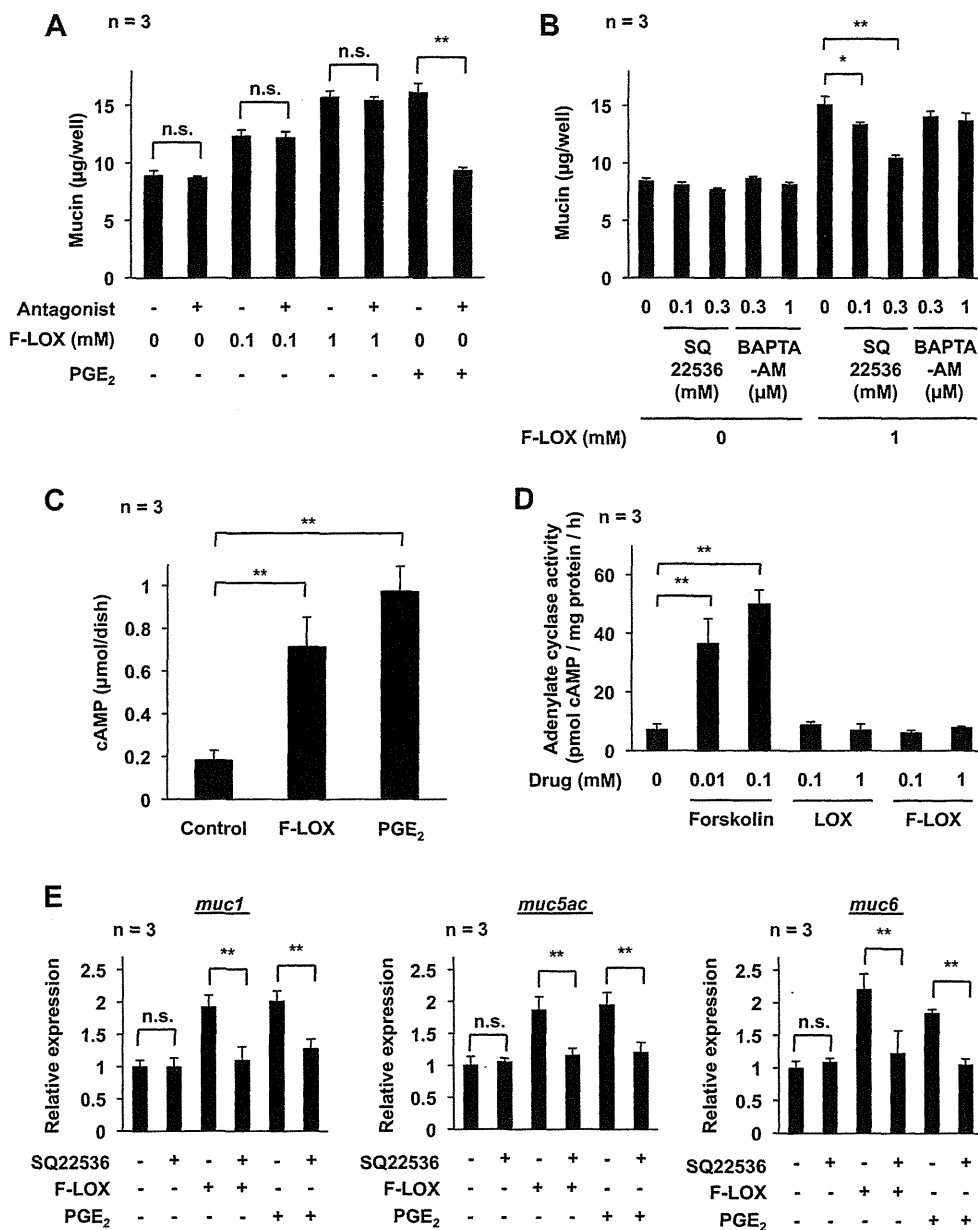 A
n = 3
n.s.
n.s.
n.s.
**
Mucin (µg/well)
15
10
5
0
Antagonist - + - + - + - +
F-LOX (mM) 0 0 0.1 0.1 1 1 0 0
PGE2 - - - - - - + +
B
n = 3
**
*
Mucin (µg/well)
15
10
5
0
0 0.1 0.3 0.3 1 0 0.1 0.3 0.3 1
SQ BAPTA SQ BAPTA
22536 -AM 22536 -AM
(mM) (µM) (mM) (µM)
F-LOX (mM) 0 1
C
n = 3
**
**
cAMP (µmol/dish)
1
0.8
0.6
0.4
0.2
0
Control F-LOX PGE2
D
n = 3
**
**
Adenylate cyclase activity
(pmol cAMP / mg protein / h)
60
40
20
0
Drug (mM) 0 0.01 0.1 0.1 1 0.1 1
Forskolin LOX F-LOX
E
muc1
n = 3
**
**
n.s.
Relative expression
2.5
2
1.5
1
0.5
0
SQ22536 - + - + - +
F-LOX - - + + - -
PGE2 - - - - + +
muc5ac
n = 3
**
**
n.s.
Relative expression
2.5
2
1.5
1
0.5
0
SQ22536 - + - + - +
F-LOX - - + + - -
PGE2 - - - - + +
muc6
n = 3
**
**
n.s.
Relative expression
2.5
2
1.5
1
0.5
0
SQ22536 - + - + - +
F-LOX - - + + - -
PGE2 - - - - + +